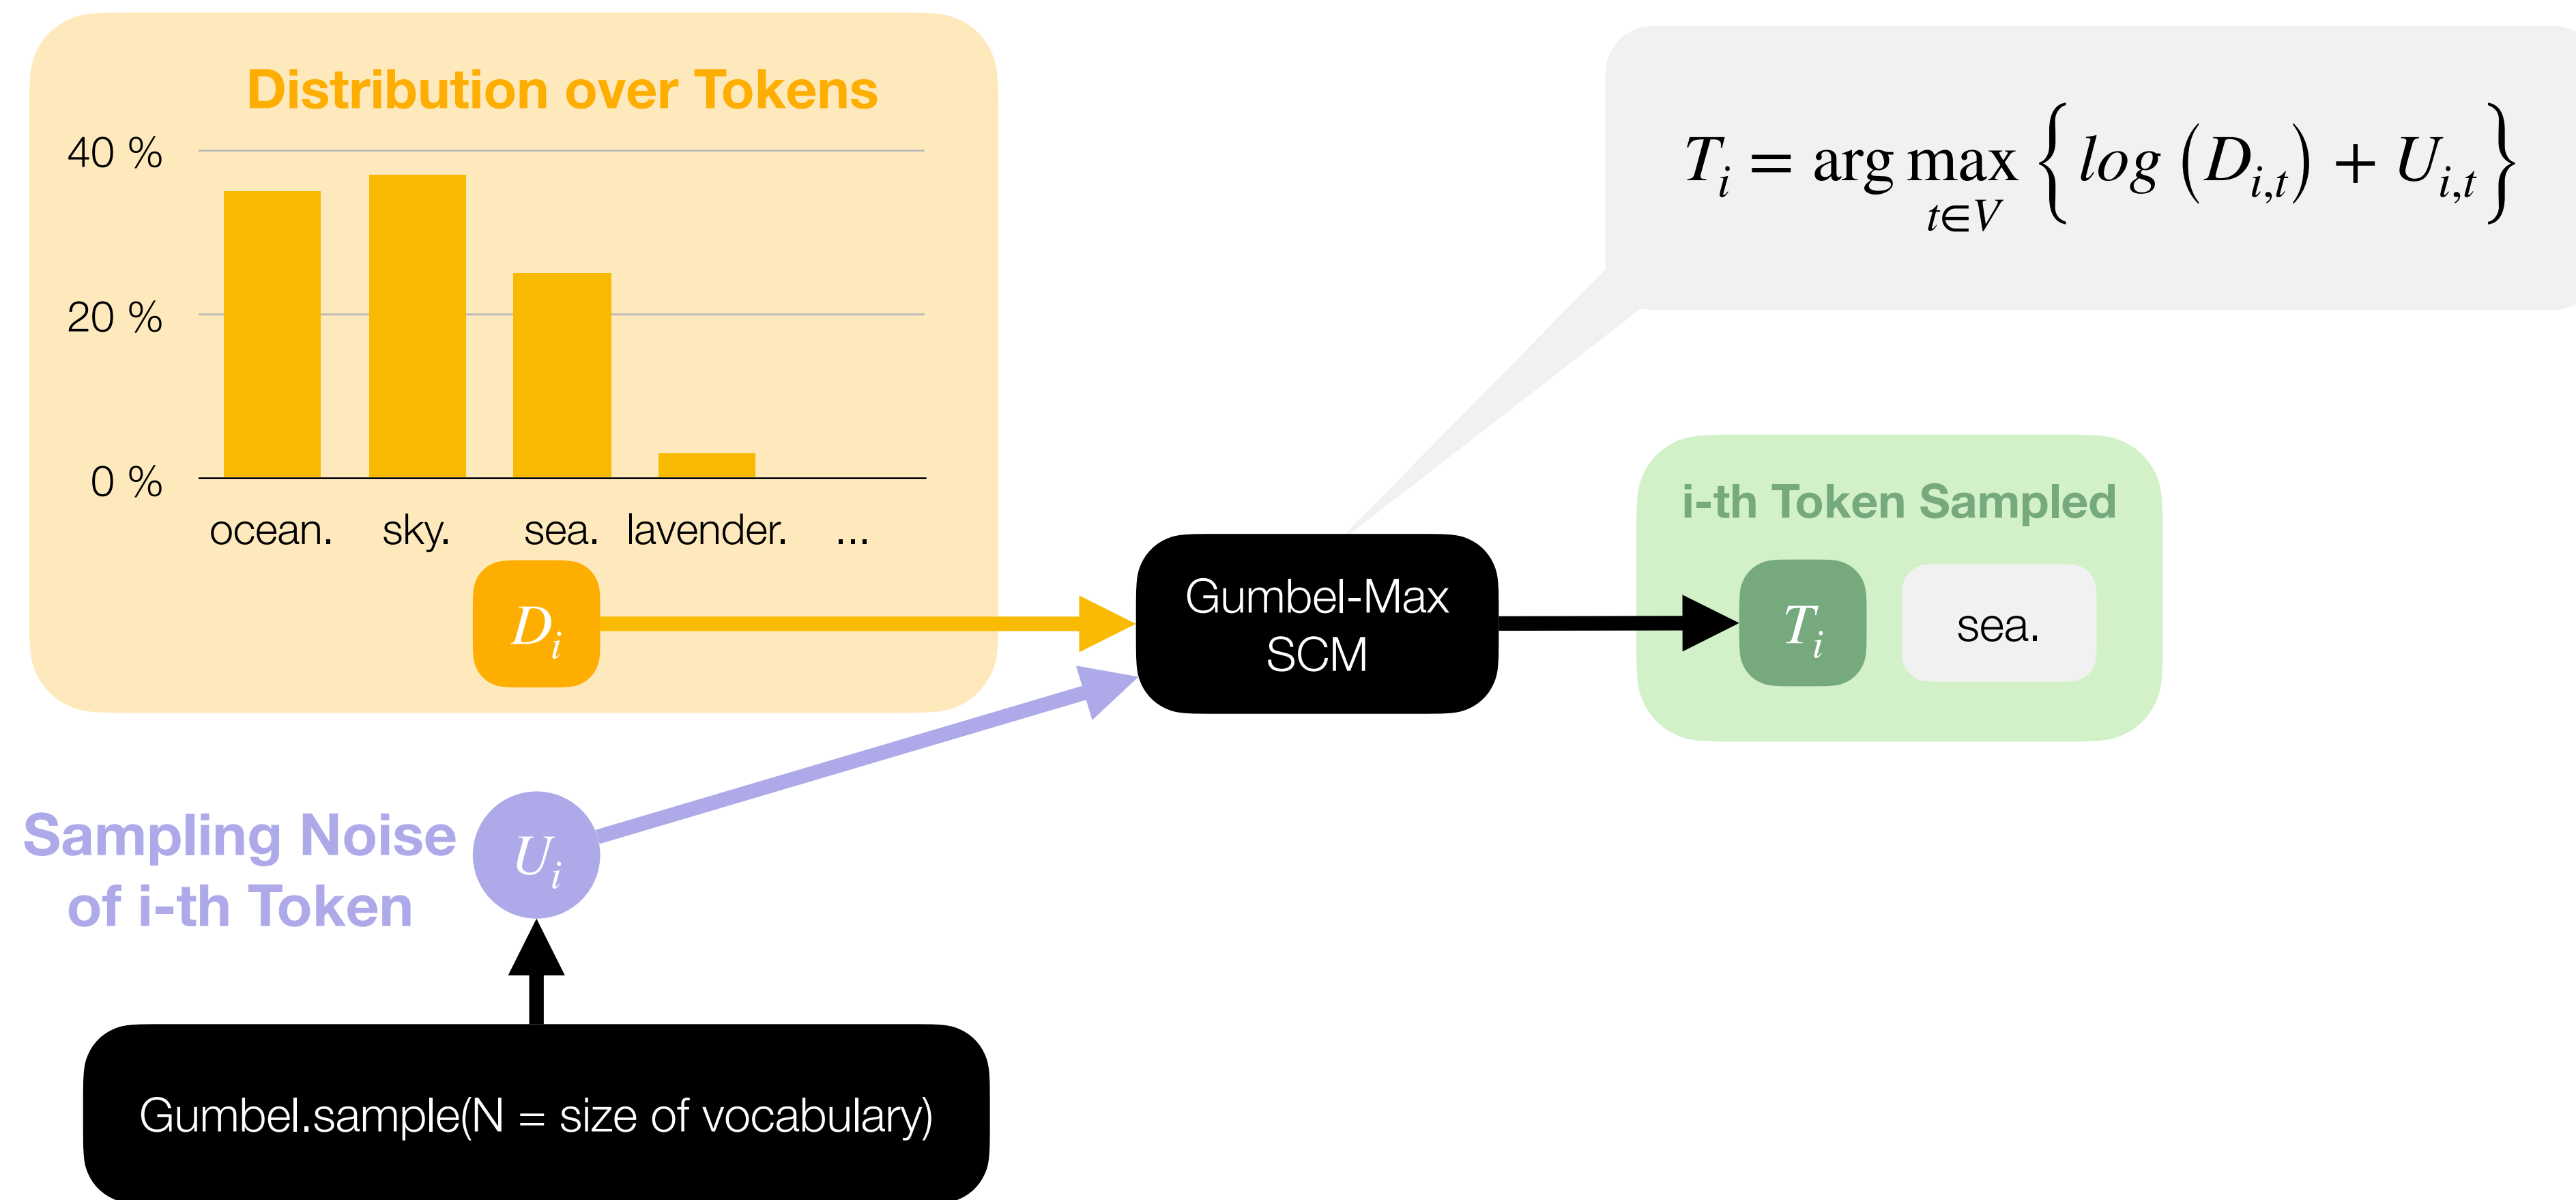 Distribution over Tokens
40 %
20 %
0 %
ocean. sky. sea. lavender. ...
D_i
T_i = arg max_{t∈V} { log (D_{i,t}) + U_{i,t} }
Gumbel-Max
SCM
i-th Token Sampled
T_i sea.
Sampling Noise
of i-th Token
U_i
Gumbel.sample(N = size of vocabulary)